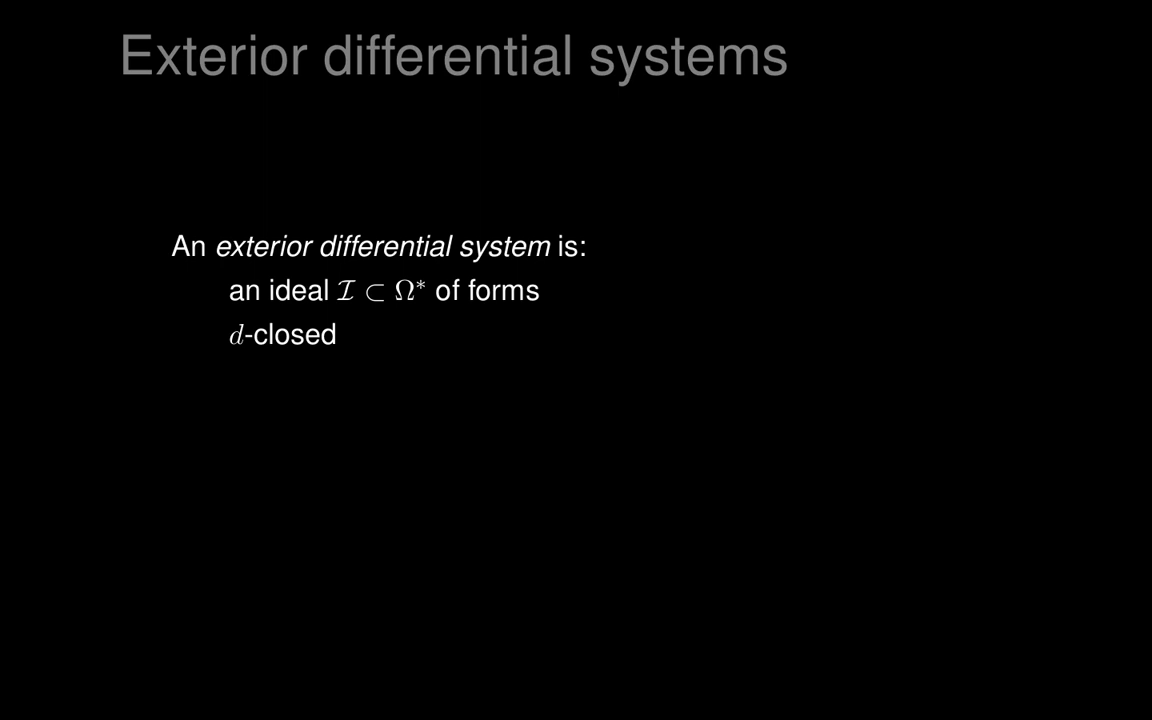 Exterior differential systems
An exterior differential system is:
an ideal ℐ ⊂ Ω* of forms
d-closed